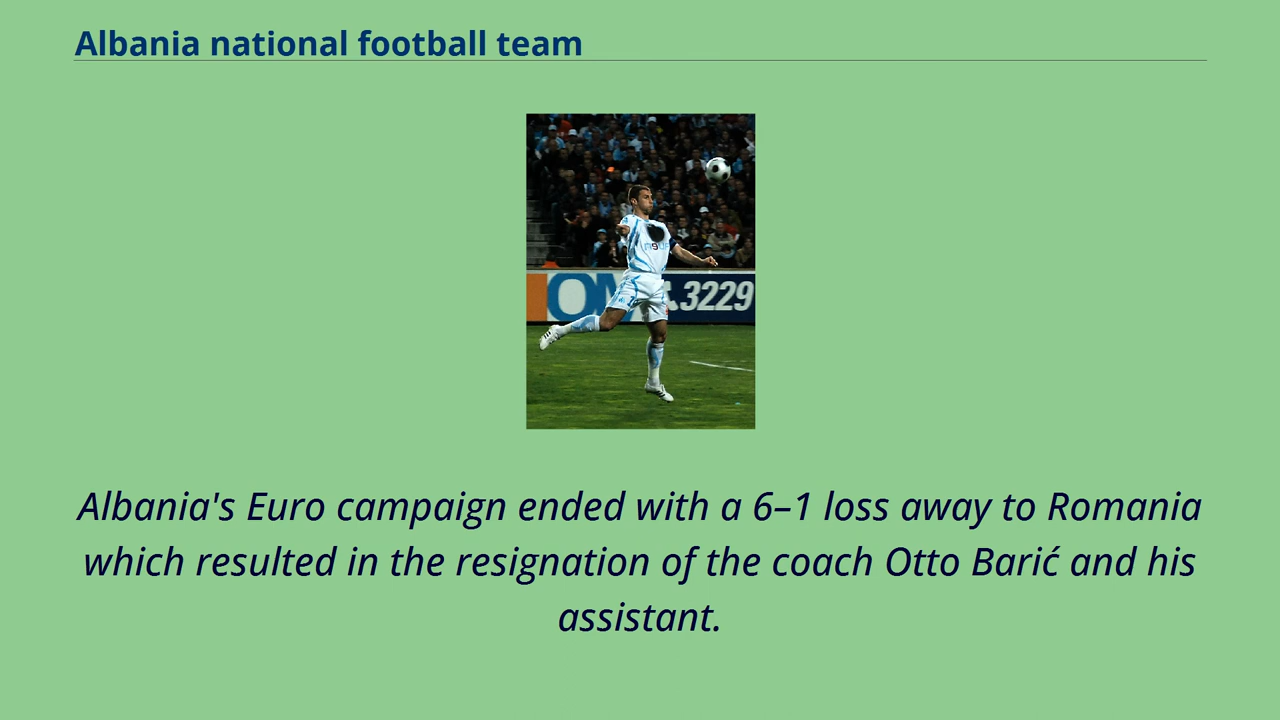 Albania national football team
OM
.3229
Albania's Euro campaign ended with a 6–1 loss away to Romania
which resulted in the resignation of the coach Otto Barić and his
assistant.